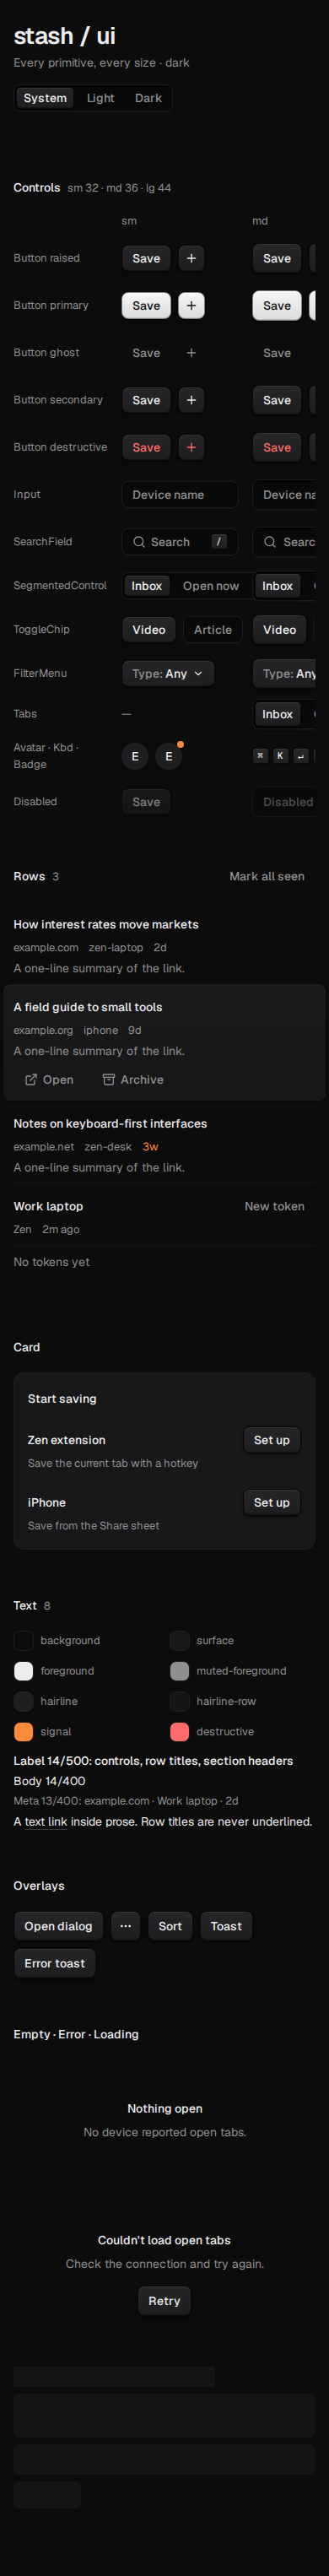 stash / ui
Every primitive, every size · dark
System Light Dark
Controls sm 32 · md 36 · lg 44
sm md
Button raised Save + Save
Button primary Save + Save
Button ghost Save + Save
Button secondary Save + Save
Button destructive Save + Save
Input Device name Device na
SearchField Search / Searc
SegmentedControl Inbox Open now Inbox
ToggleChip Video Article Video
FilterMenu Type: Any Type: Any
Tabs — Inbox
Avatar · Kbd ·
Badge
E E ⌘ K ↵
Disabled Save Disabled
Rows 3 Mark all seen
How interest rates move markets
example.com zen-laptop 2d
A one-line summary of the link.
A field guide to small tools
example.org iphone 9d
A one-line summary of the link.
Open Archive
Notes on keyboard-first interfaces
example.net zen-desk 3w
A one-line summary of the link.
Work laptop New token
Zen 2m ago
No tokens yet
Card
Start saving
Zen extension Set up
Save the current tab with a hotkey
iPhone Set up
Save from the Share sheet
Text 8
background surface
foreground muted-foreground
hairline hairline-row
signal destructive
Label 14/500: controls, row titles, section headers
Body 14/400
Meta 13/400: example.com · Work laptop · 2d
A text link inside prose. Row titles are never underlined.
Overlays
Open dialog ··· Sort Toast
Error toast
Empty · Error · Loading
Nothing open
No device reported open tabs.
Couldn't load open tabs
Check the connection and try again.
Retry